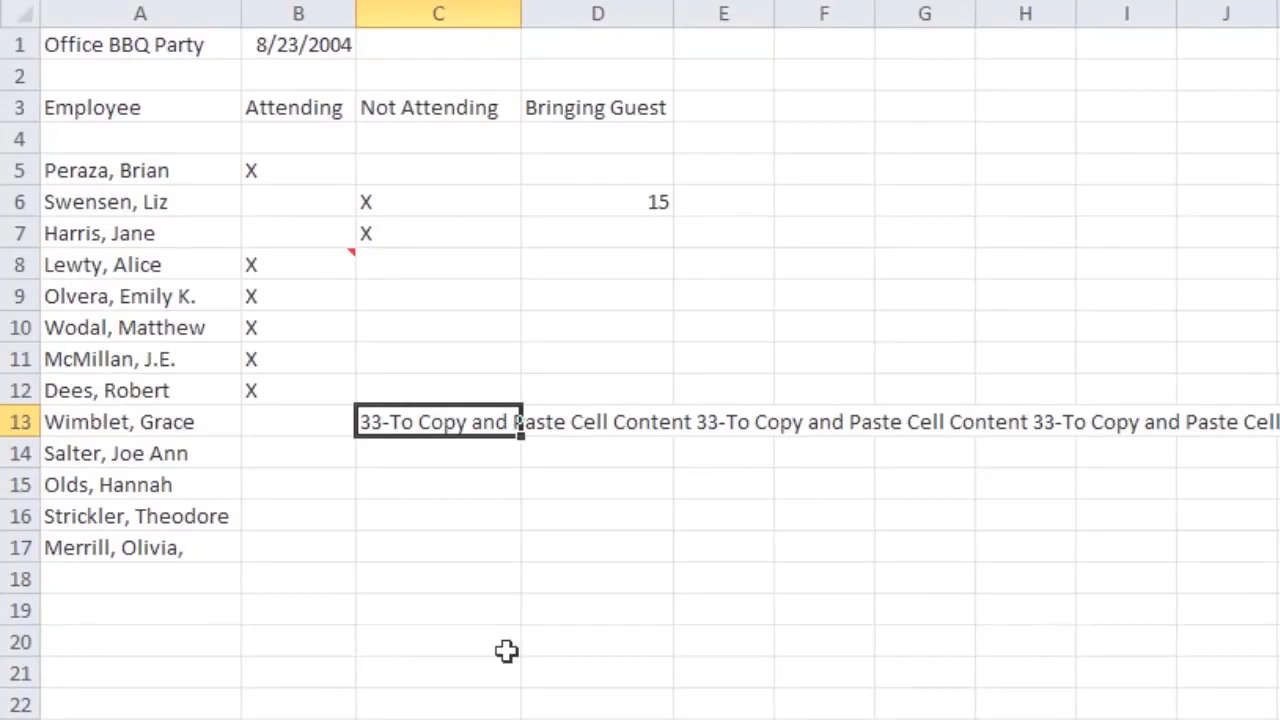 A B C D E F G H I J
1 Office BBQ Party 8/23/2004
2
3 Employee Attending Not Attending Bringing Guest
4
5 Peraza, Brian X
6 Swensen, Liz X 15
7 Harris, Jane X
8 Lewty, Alice X
9 Olvera, Emily K. X
10 Wodal, Matthew X
11 McMillan, J.E. X
12 Dees, Robert X
13 Wimblet, Grace 33-To Copy and Paste Cell Content 33-To Copy and Paste Cell Content 33-To Copy and Paste Cell
14 Salter, Joe Ann
15 Olds, Hannah
16 Strickler, Theodore
17 Merrill, Olivia,
18
19
20
21
22